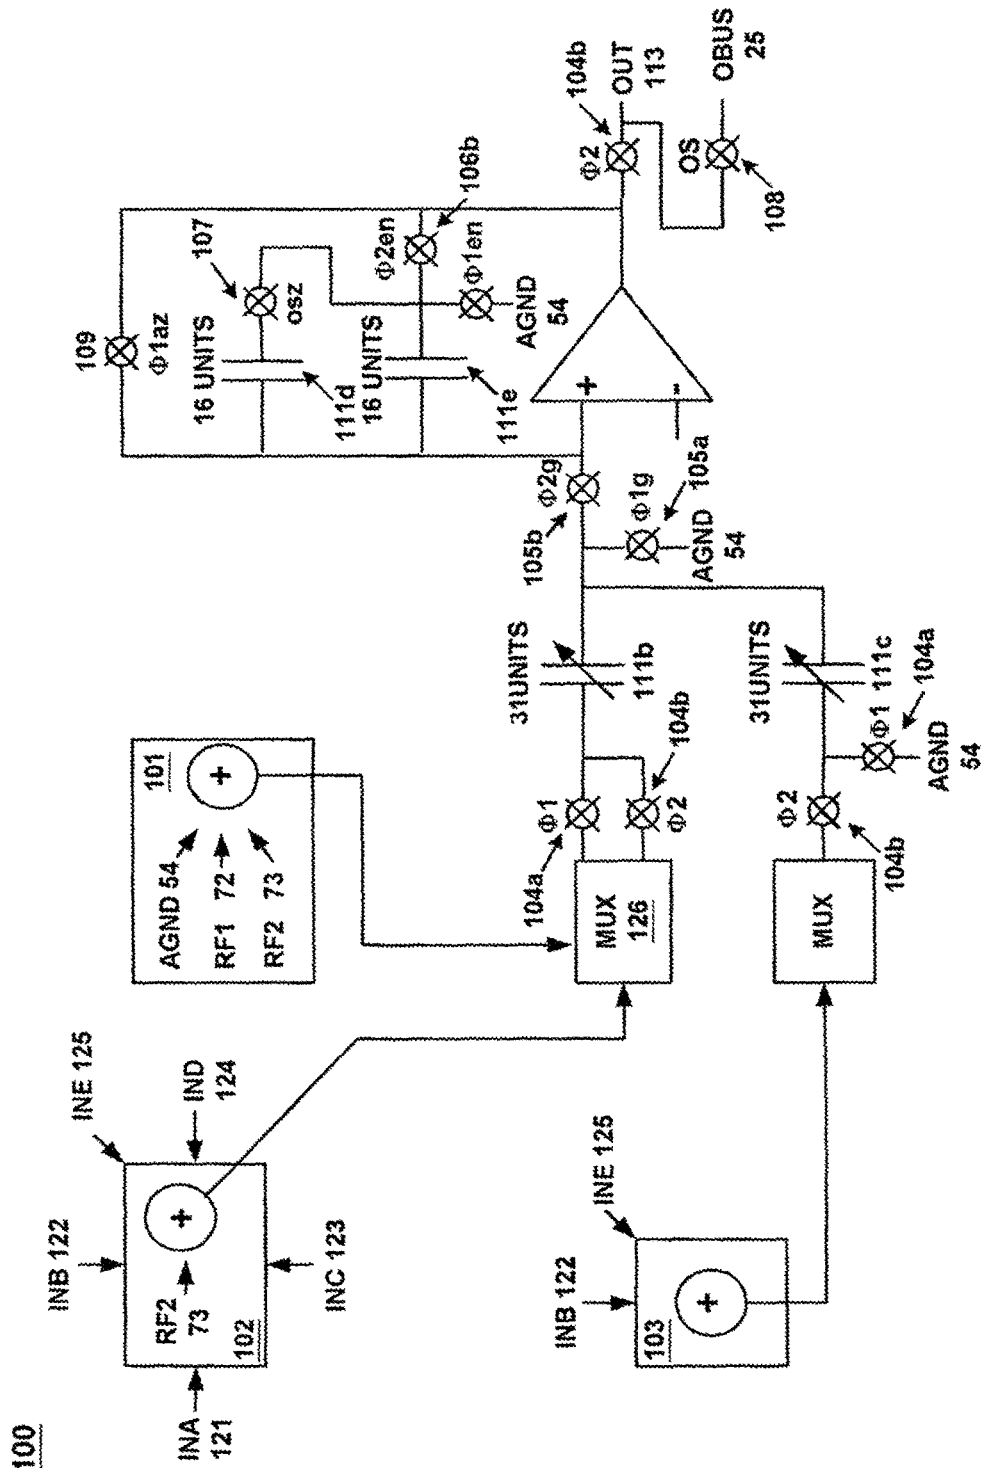 100
INA
121
INB 122
INE 125
IND
124
INC 123
RF2
73
102
AGND 54
RF1 72
RF2 73
101
INB 122
INE 125
103
MUX
126
MUX
104a
Φ1
Φ2
104b
Φ2
104b
31UNITS
111b
31UNITS
111c
Φ1
104a
AGND
54
105b
Φ2g
Φ1g
105a
AGND
54
109
Φ1az
16 UNITS
111d
107
osz
16 UNITS
111e
Φ2en
106b
Φ1en
AGND
54
+
-
Φ2
104b
OUT
113
OS
108
OBUS
25